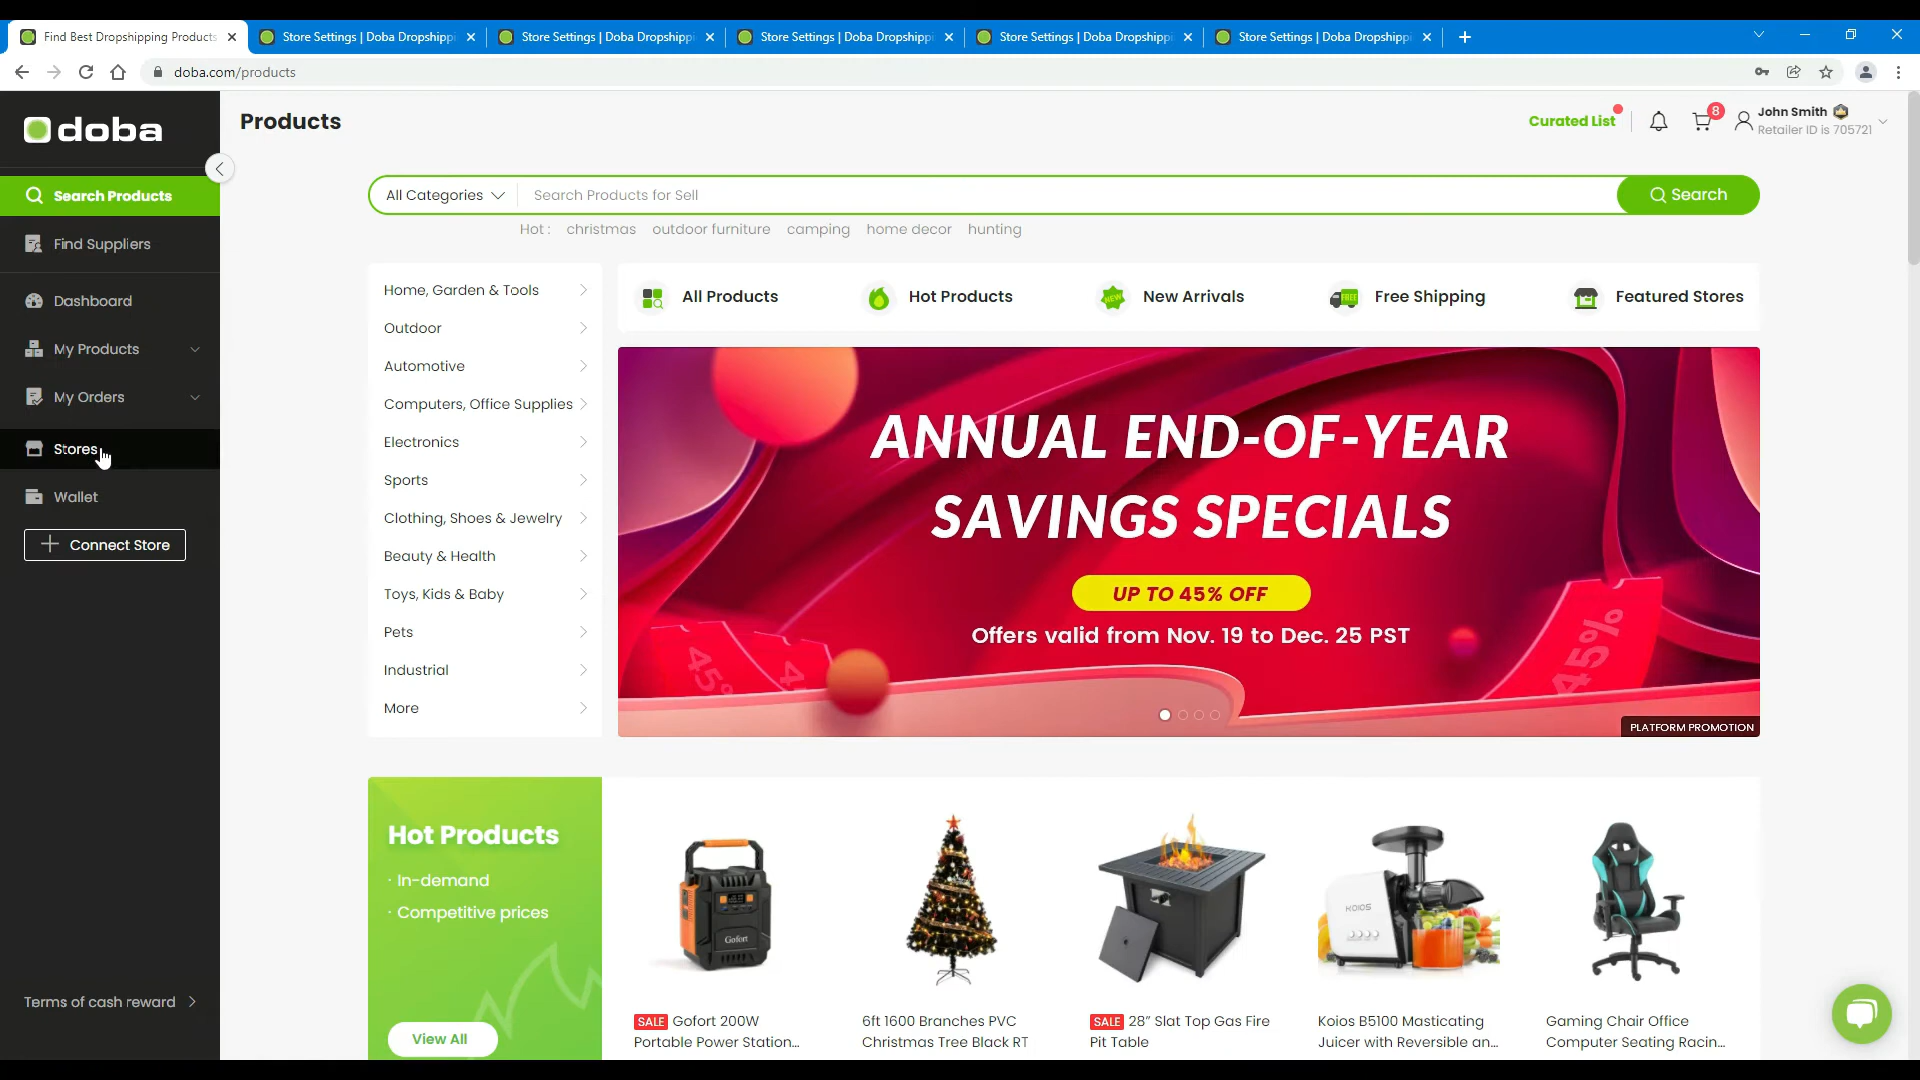 Find Best Dropshipping Products
Store Settings | Doba Dropshippi
Store Settings | Doba Dropshippi
Store Settings | Doba Dropshippi
Store Settings | Doba Dropshippi
Store Settings | Doba Dropshippi
doba.com/products
doba
Products
Curated List
8
John Smith
Retailer ID is 705721
Search Products
Find Suppliers
Dashboard
My Products
My Orders
Stores
Wallet
Connect Store
Terms of cash reward
All Categories
Search Products for Sell
Search
Hot : christmas outdoor furniture camping home decor hunting
Home, Garden & Tools
Outdoor
Automotive
Computers, Office Supplies
Electronics
Sports
Clothing, Shoes & Jewelry
Beauty & Health
Toys, Kids & Baby
Pets
Industrial
More
All Products
Hot Products
NEW
New Arrivals
FREE
Free Shipping
Featured Stores
ANNUAL END-OF-YEAR
SAVINGS SPECIALS
UP TO 45% OFF
Offers valid from Nov. 19 to Dec. 25 PST
45%
PLATFORM PROMOTION
Hot Products
· In-demand
· Competitive prices
View All
Gofort
SALE Gofort 200W
Portable Power Station...
6ft 1600 Branches PVC
Christmas Tree Black RT
SALE 28” Slat Top Gas Fire
Pit Table
KOIOS
Koios B5100 Masticating
Juicer with Reversible an...
Gaming Chair Office
Computer Seating Racin...